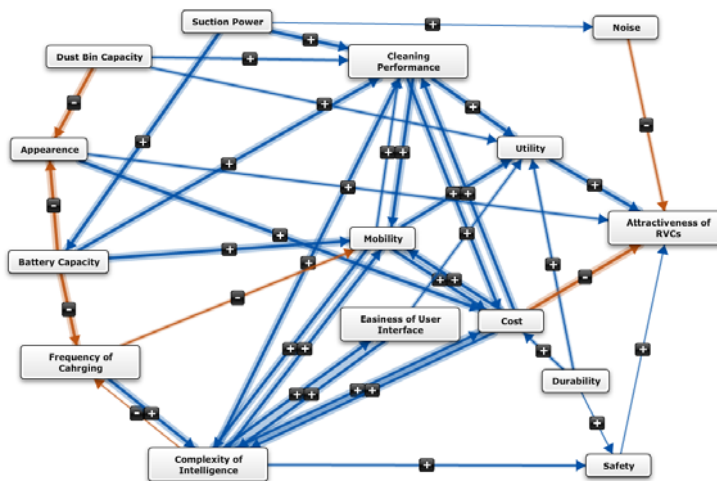 Suction Power
Noise
Dust Bin Capacity
Cleaning
Performance
Appearence
Utility
Attractiveness of
RVCs
Mobility
Battery Capacity
Easiness of User
Interface
Cost
Frequency of
Cahrging
Durability
Complexity of
Intelligence
Safety